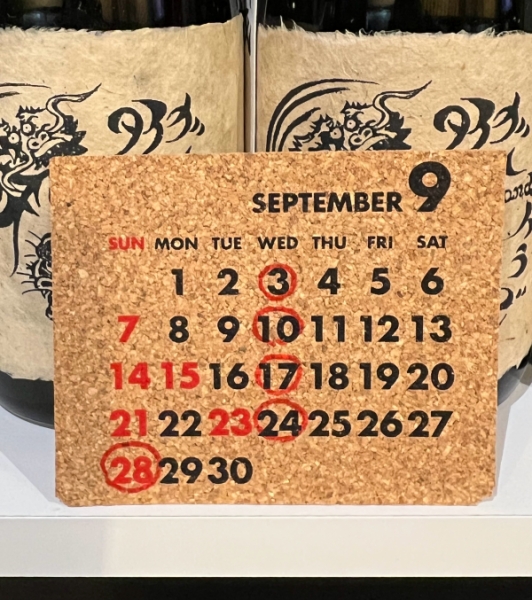 SEPTEMBER 9
SUN MON TUE WED THU FRI SAT
1 2 3 4 5 6
7 8 9 10 11 12 13
14 15 16 17 18 19 20
21 22 23 24 25 26 27
28 29 30